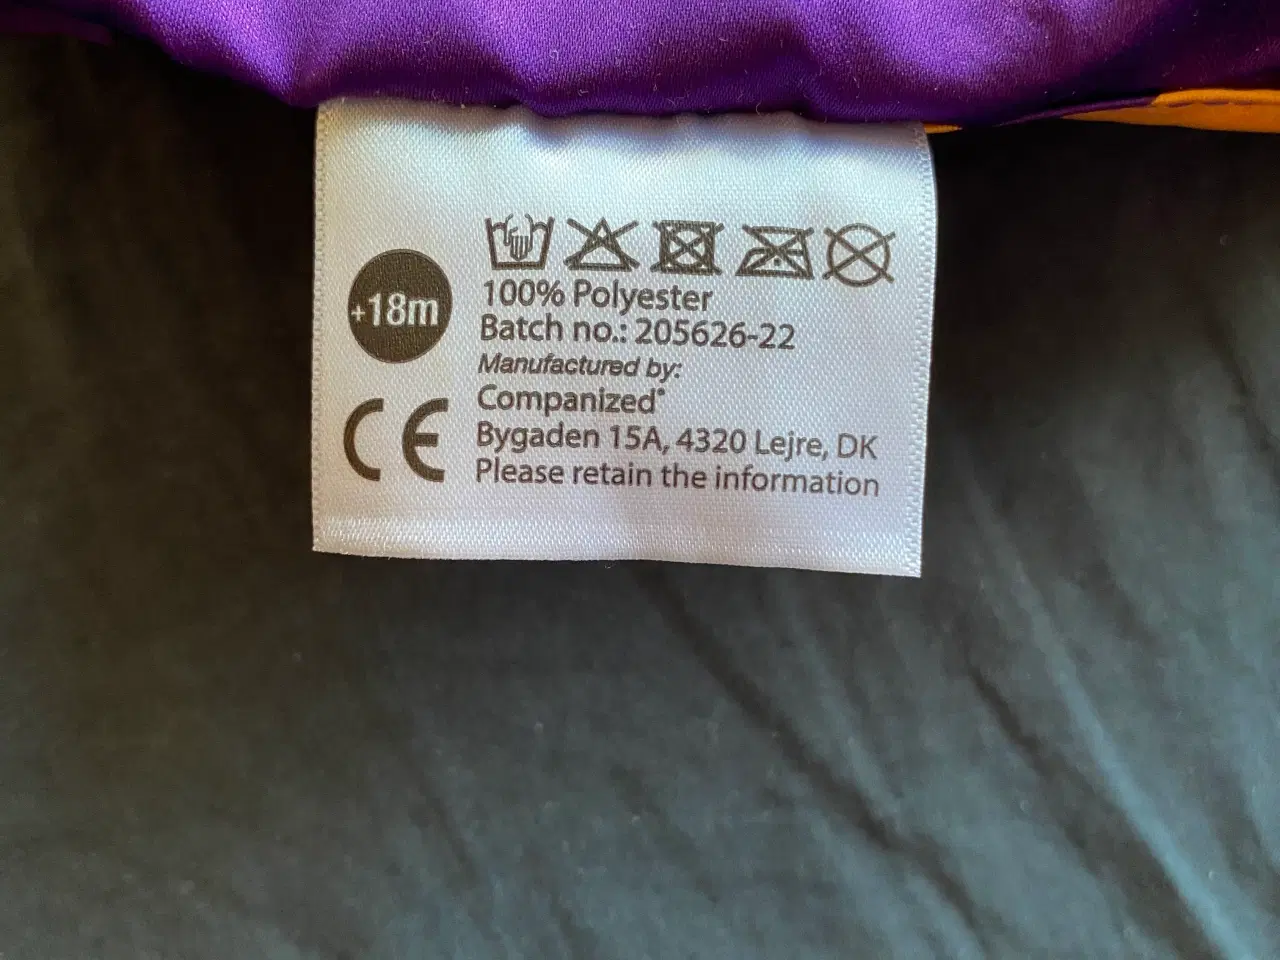 +18m
CE
100% Polyester
Batch no.: 205626-22
Manufactured by:
Companized®
Bygaden 15A, 4320 Lejre, DK
Please retain the information